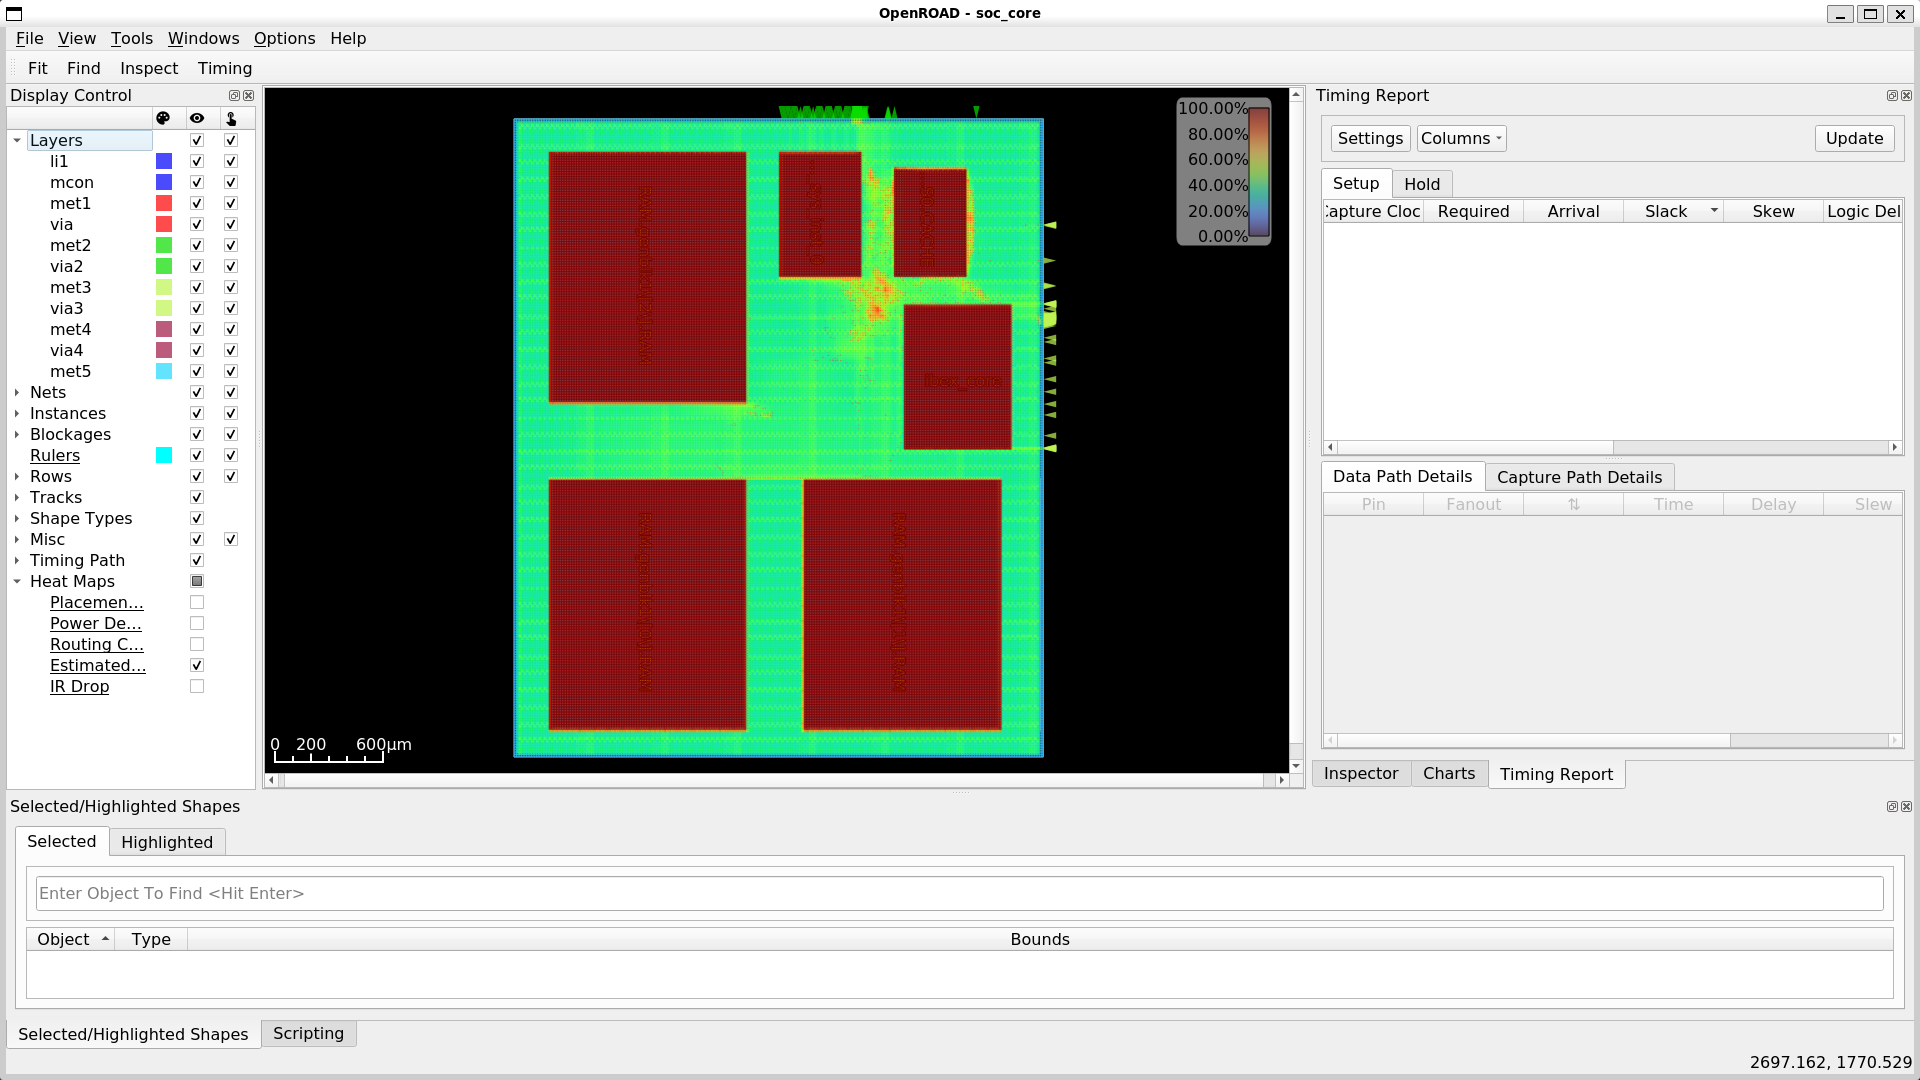 OpenROAD - soc_core
File View Tools Windows Options Help
Fit Find Inspect Timing
Display Control
Layers
li1
mcon
met1
via
met2
via2
met3
via3
met4
via4
met5
Nets
Instances
Blockages
Rulers
Rows
Tracks
Shape Types
Misc
Timing Path
Heat Maps
Placemen...
Power De...
Routing C...
Estimated...
IR Drop
100.00%
80.00%
60.00%
40.00%
20.00%
0.00%
0 200 600μm
Timing Report
Settings Columns Update
Setup Hold
apture Cloc Required Arrival Slack Skew Logic Del
Data Path Details Capture Path Details
Pin Fanout ⇅ Time Delay Slew
Inspector Charts Timing Report
Selected/Highlighted Shapes
Selected Highlighted
Enter Object To Find <Hit Enter>
Object Type Bounds
Selected/Highlighted Shapes Scripting
2697.162, 1770.529